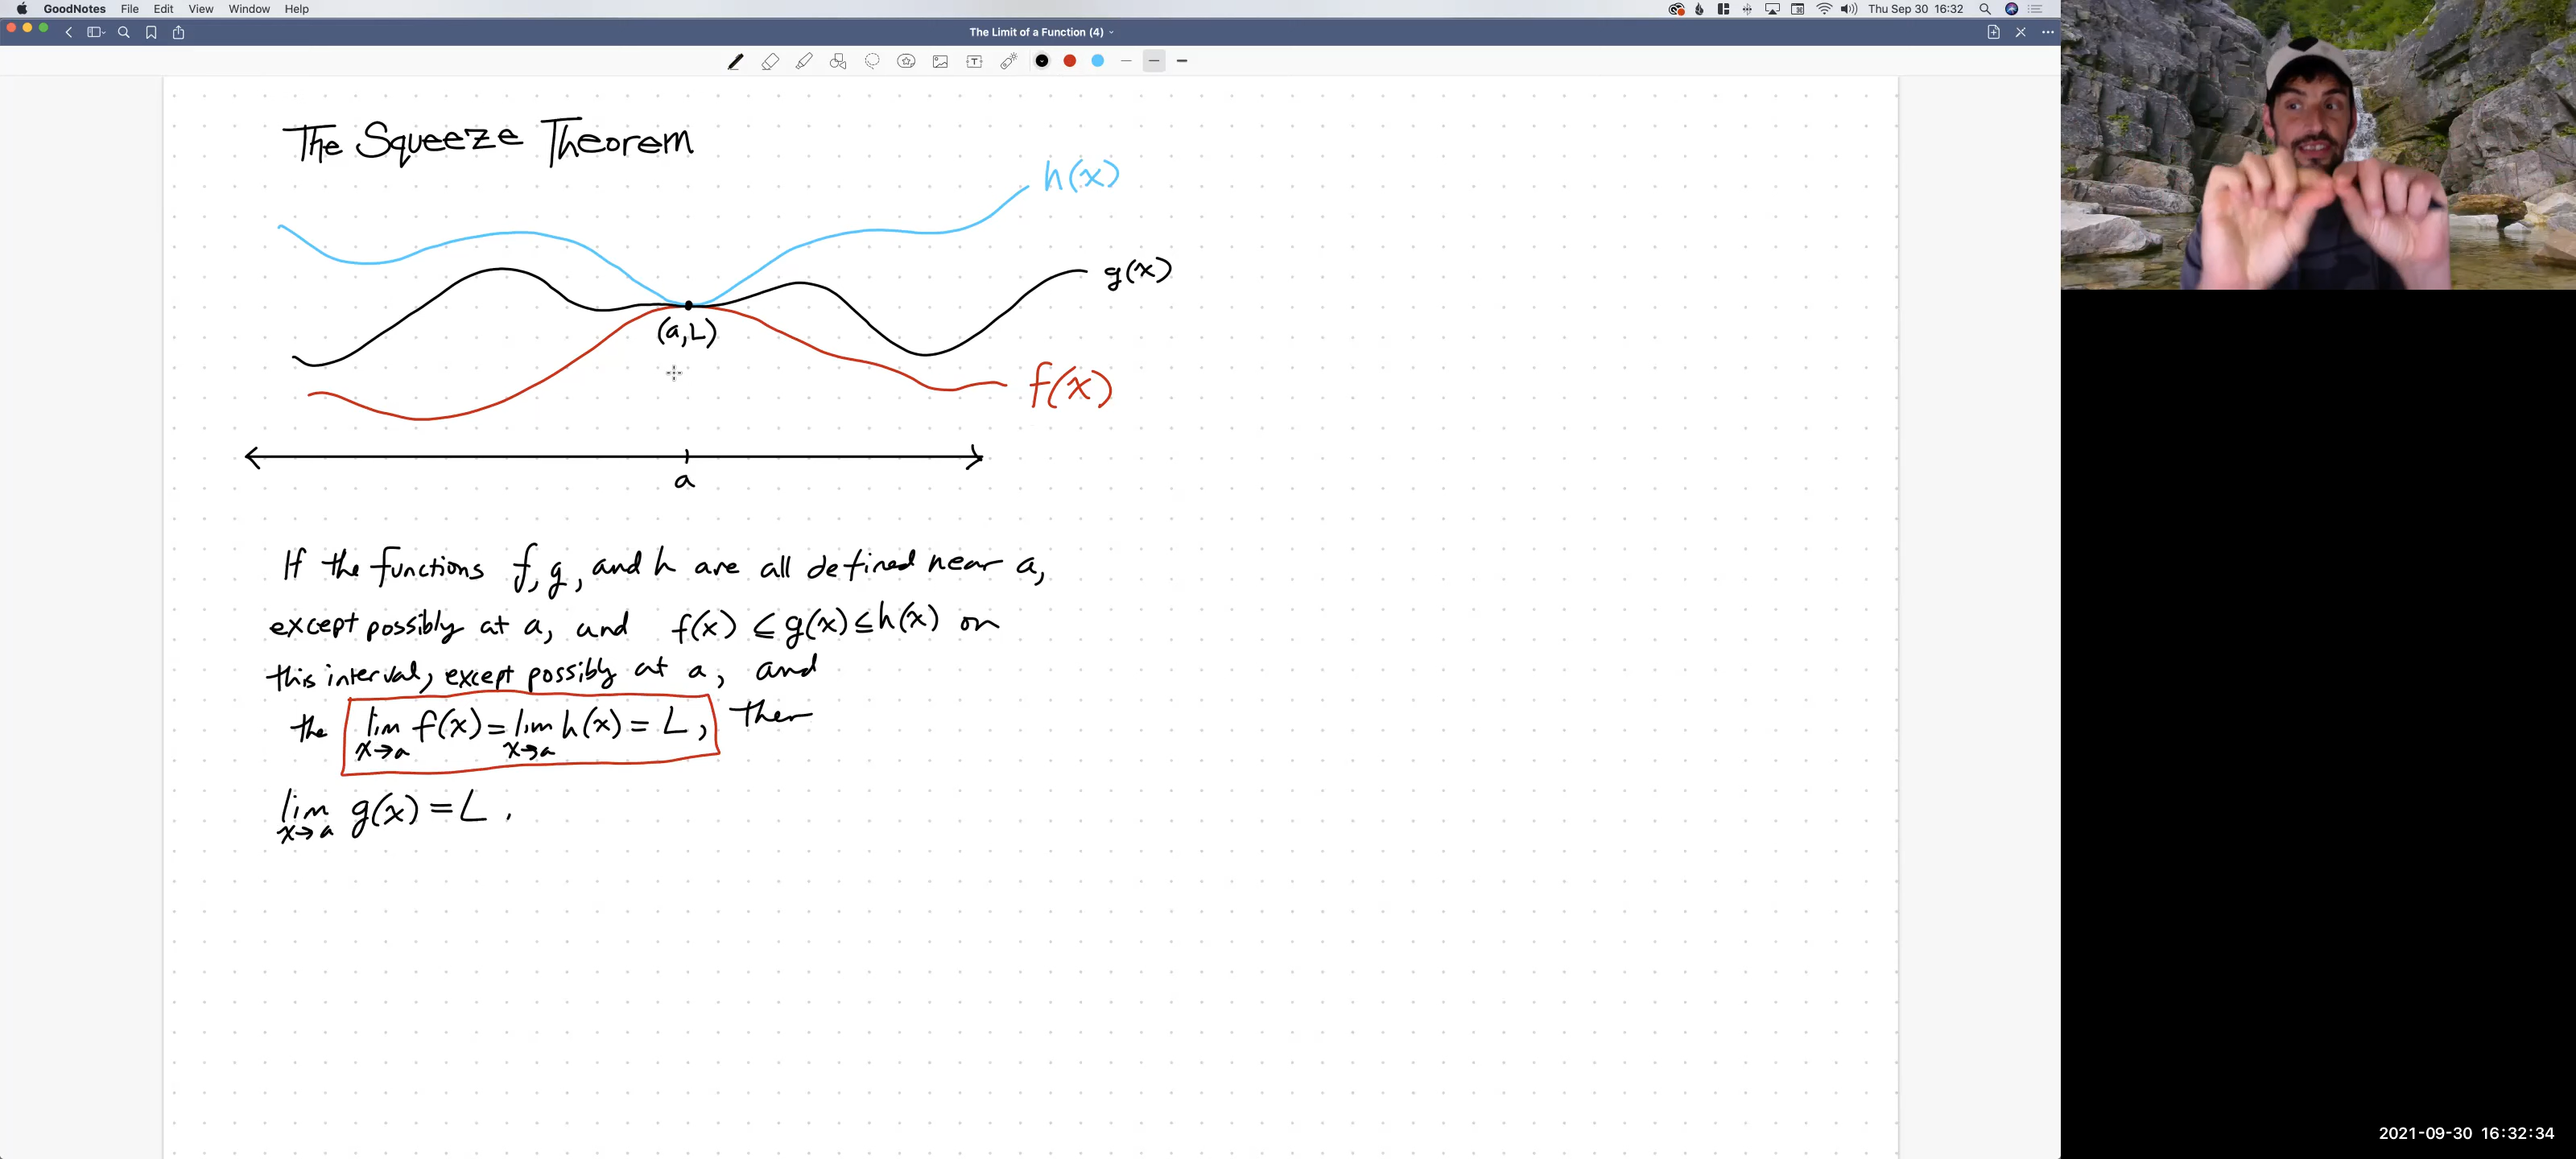 GoodNotes File Edit View Window Help
Thu Sep 30 16:32
The Limit of a Function (4)
The Squeeze Theorem
h(x)
g(x)
(a,L)
f(x)
a
If the functions f, g, and h are all defined near a,
except possibly at a, and f(x) ≤ g(x) ≤ h(x) on
this interval, except possibly at a, and
the lim x→a f(x) = lim x→a h(x) = L, then
lim x→a g(x) = L.
2021-09-30 16:32:34